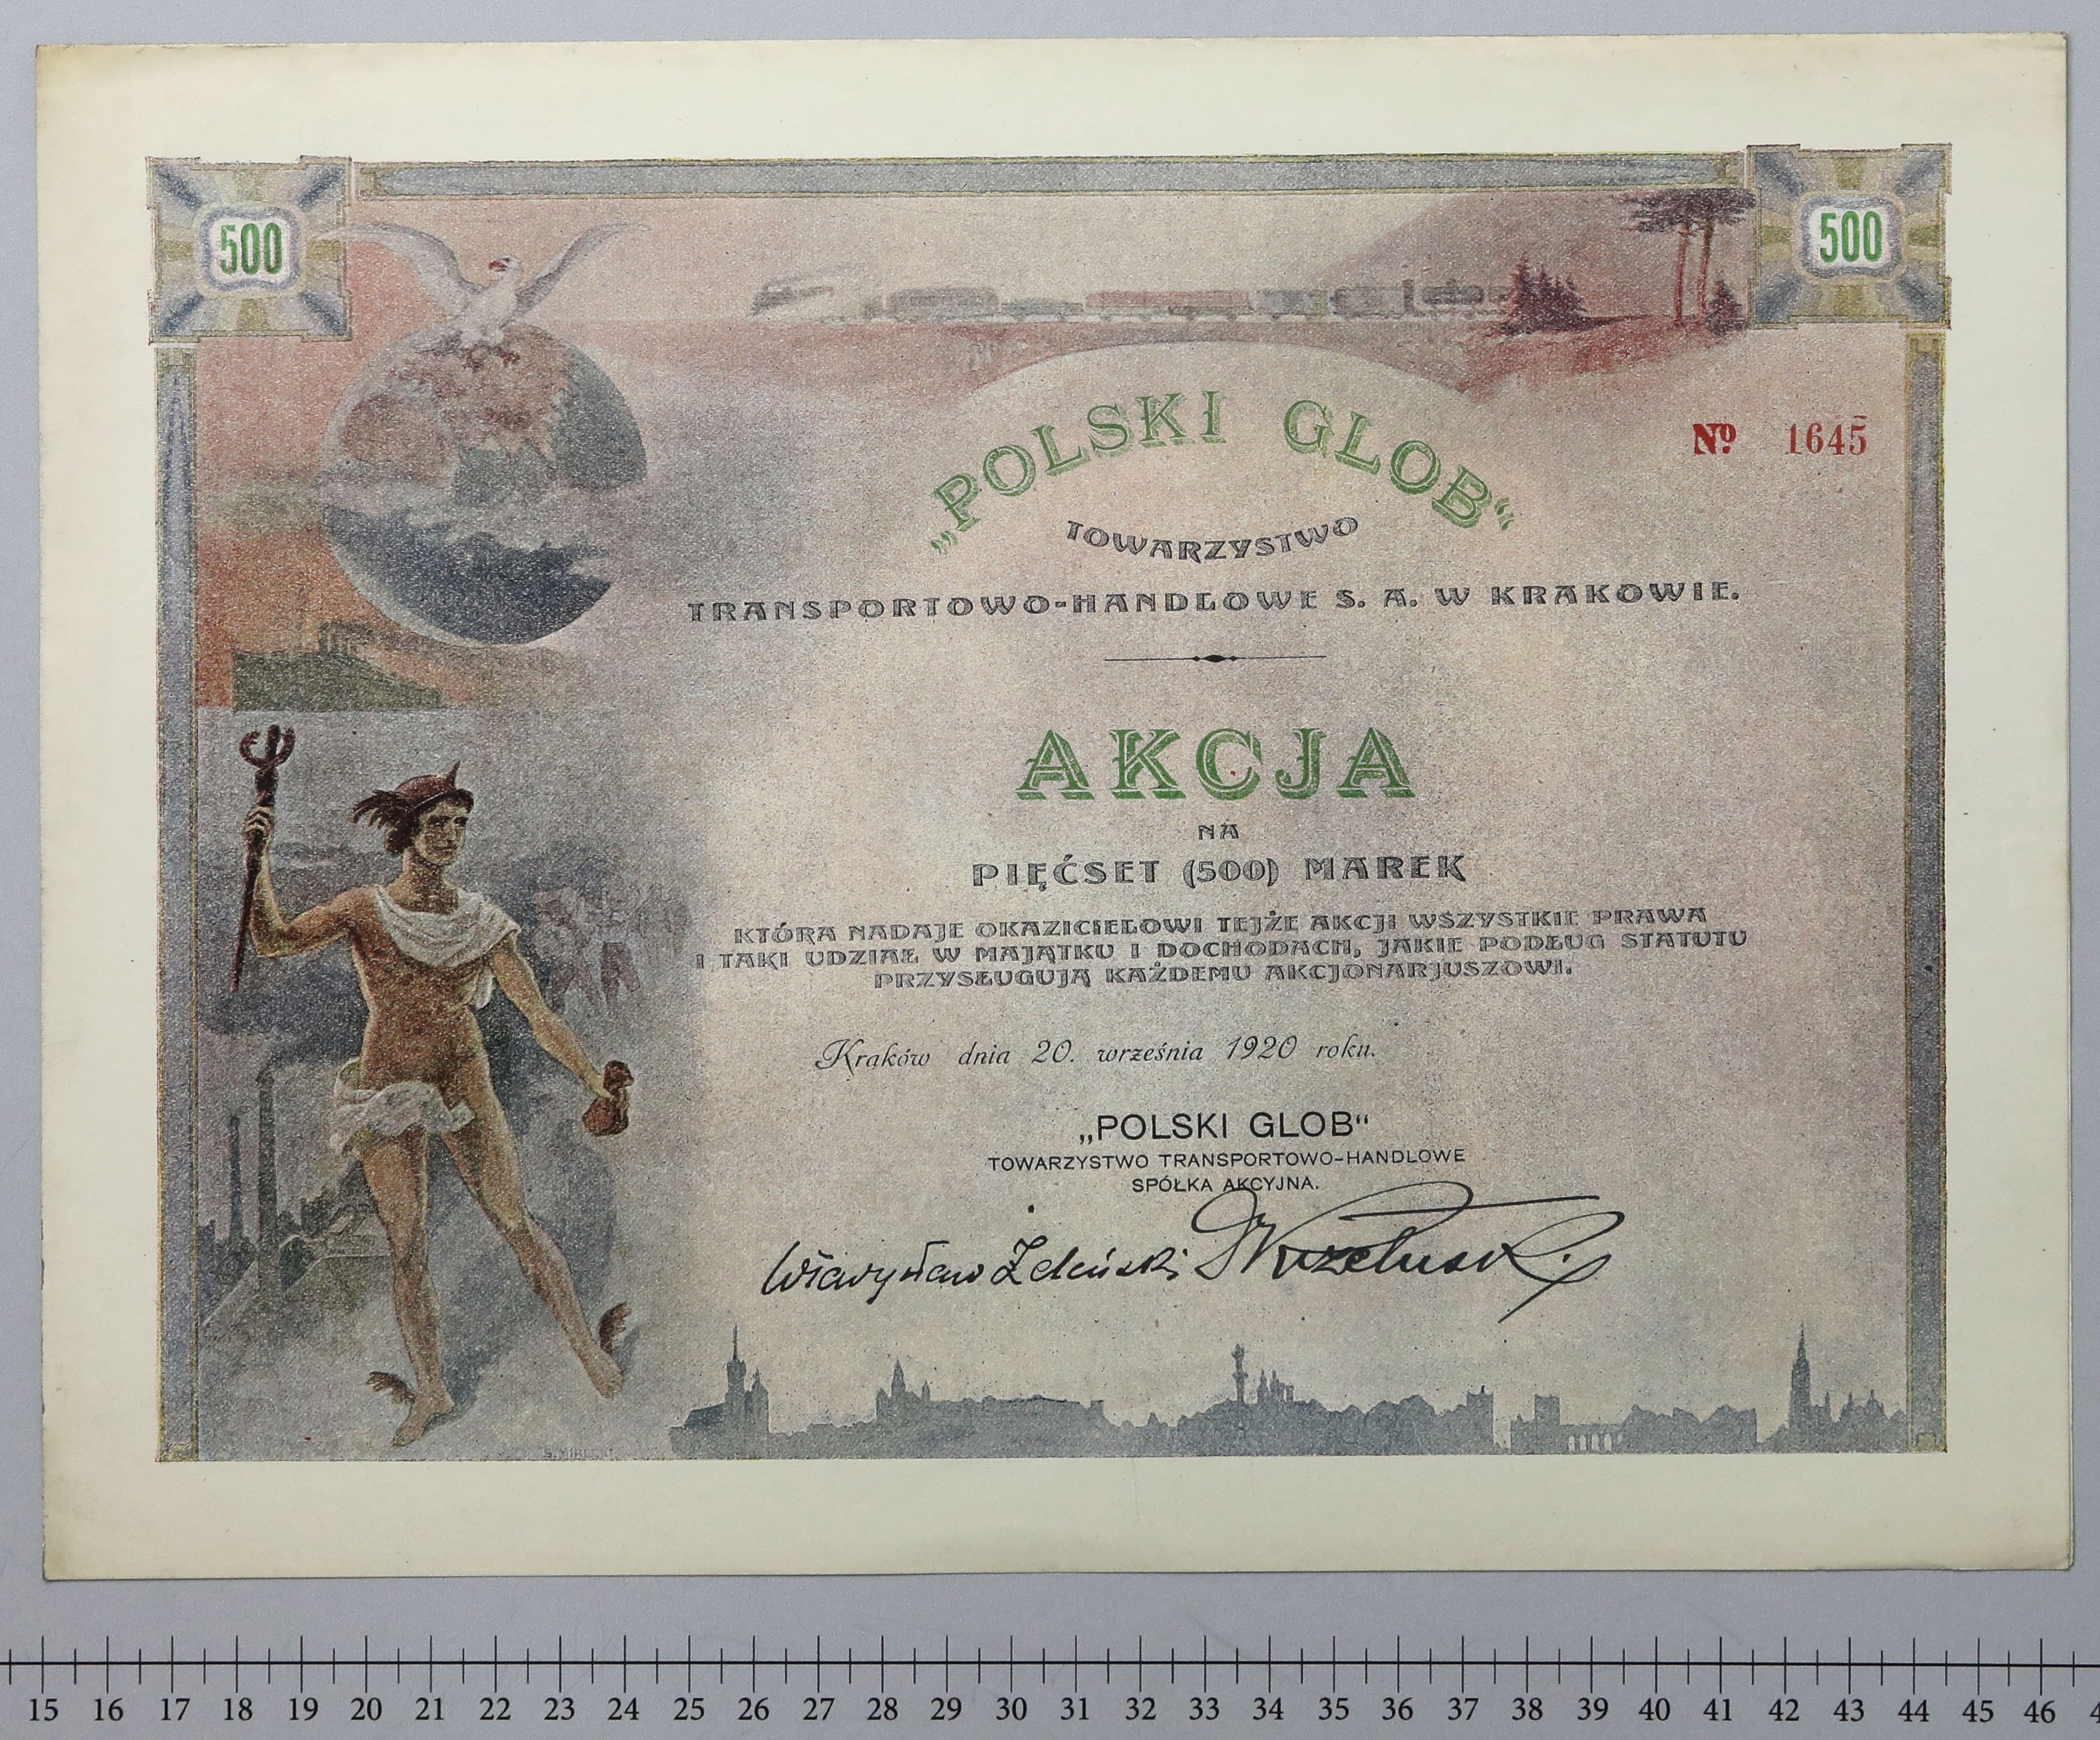 500
500
„POLSKI GLOB“
Nº 1645
TOWARZYSTWO
TRANSPORTOWO-HANDLOWE S. A. W KRAKOWIE.
AKCJA
NA
PIĘĆSET (500) MAREK
KTÓRA NADAJE OKAZICIELOWI TEJŻE AKCJI WSZYSTKIE PRAWA
I TAKI UDZIAŁ W MAJĄTKU I DOCHODACH, JAKIE PODŁUG STATUTU
PRZYSŁUGUJĄ KAŻDEMU AKCJONARJUSZOWI.
Kraków dnia 20. września 1920 roku.
„POLSKI GLOB“
TOWARZYSTWO TRANSPORTOWO-HANDLOWE
SPÓŁKA AKCYJNA.
Władysław Żeleński
15 16 17 18 19 20 21 22 23 24 25 26 27 28 29 30 31 32 33 34 35 36 37 38 39 40 41 42 43 44 45 46